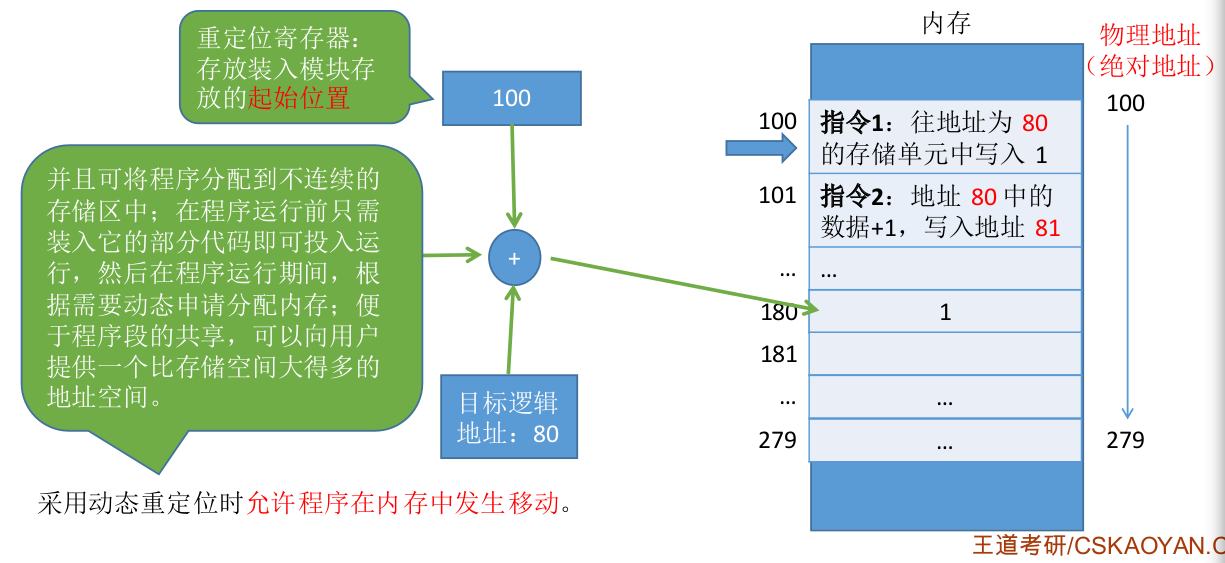 重定位寄存器：
存放装入模块存
放的起始位置
100
并且可将程序分配到不连续的
存储区中；在程序运行前只需
装入它的部分代码即可投入运
行，然后在程序运行期间，根
据需要动态申请分配内存；便
于程序段的共享，可以向用户
提供一个比存储空间大得多的
地址空间。
+
目标逻辑
地址：80
采用动态重定位时允许程序在内存中发生移动。
内存
物理地址
（绝对地址）
100
指令1：往地址为 80
的存储单元中写入 1
100
101
指令2：地址 80 中的
数据+1，写入地址 81
...
...
180
1
181
...
...
279
...
279
王道考研/CSKAOYAN.C